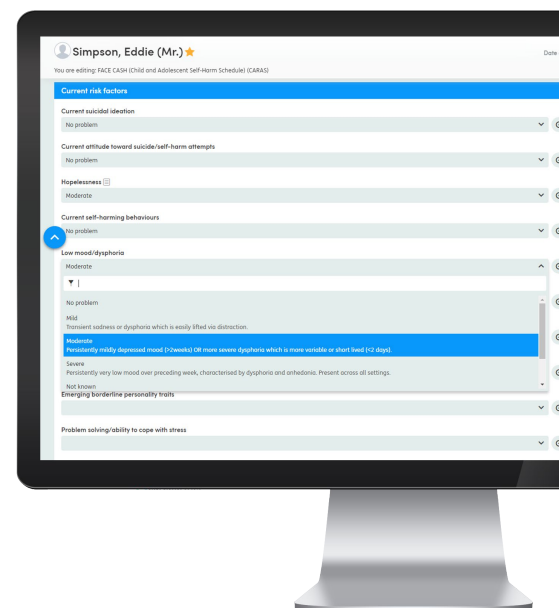 Simpson, Eddie (Mr.)
Date
You are editing: FACE CASH (Child and Adolescent Self-Harm Schedule) (CARAS)
Current risk factors
Current suicidal ideation
No problem
Current attitude toward suicide/self-harm attempts
No problem
Hopelessness
Moderate
Current self-harming behaviours
No problem
Low mood/dysphoria
Moderate
No problem
Mild
Transient sadness or dysphoria which is easily lifted via distraction.
Moderate
Persistently mildly depressed mood (>2weeks) OR more severe dysphoria which is more variable or short lived (<2 days).
Severe
Persistently very low mood over preceding week, characterised by dysphoria and anhedonia. Present across all settings.
Not known
Emerging borderline personality traits
Problem solving/ability to cope with stress